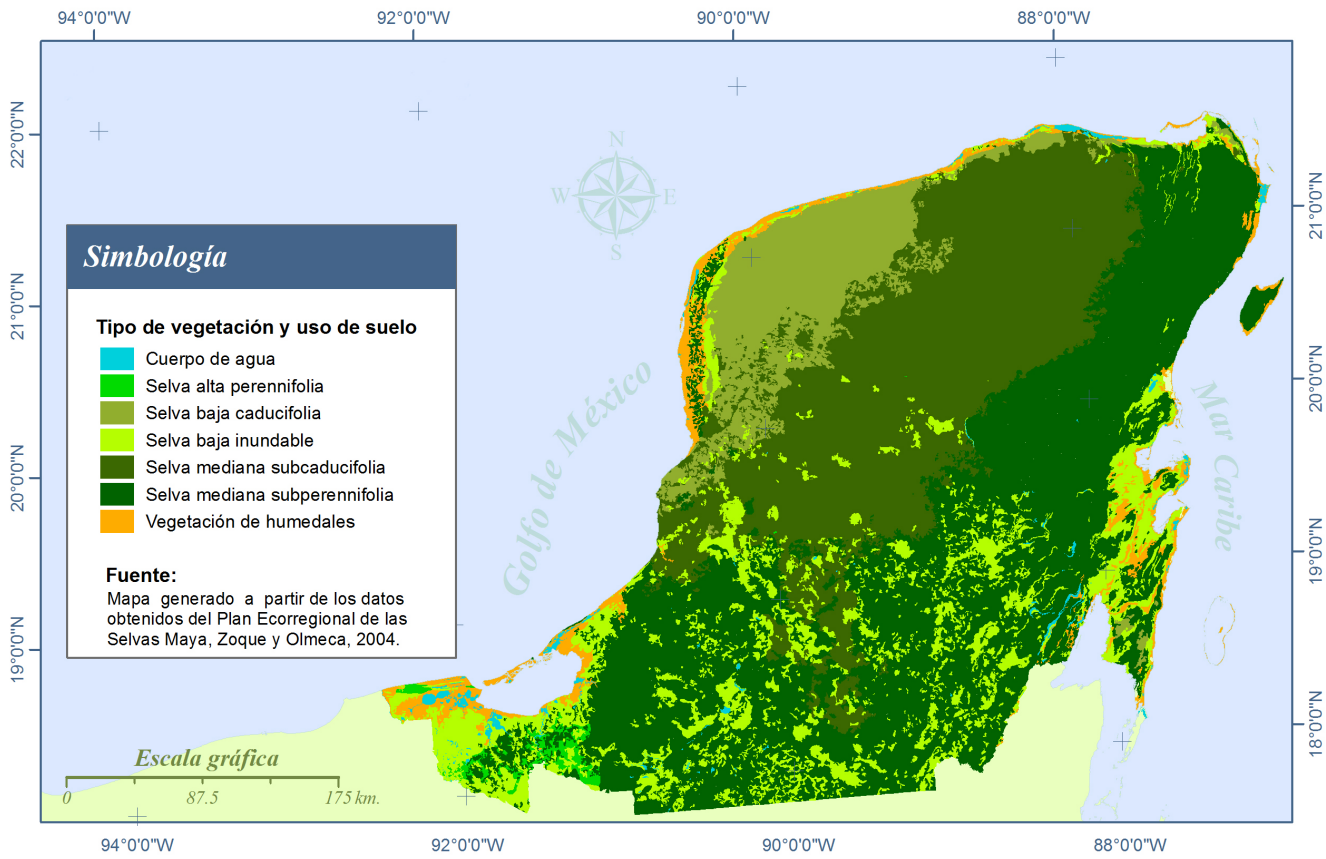 94°0'0"W 92°0'0"W 90°0'0"W 88°0'0"W
22°0'0"N
21°0'0"N
20°0'0"N
19°0'0"N
N
W E
S
Simbología
Tipo de vegetación y uso de suelo
Cuerpo de agua
Selva alta perennifolia
Selva baja caducifolia
Selva baja inundable
Selva mediana subcaducifolia
Selva mediana subperennifolia
Vegetación de humedales
Fuente:
Mapa generado a partir de los datos
obtenidos del Plan Ecorregional de las
Selvas Maya, Zoque y Olmeca, 2004.
Golfo de México
Mar Caribe
21°0'0"N
20°0'0"N
19°0'0"N
18°0'0"N
Escala gráfica
0 87.5 175 km.
94°0'0"W 92°0'0"W 90°0'0"W 88°0'0"W